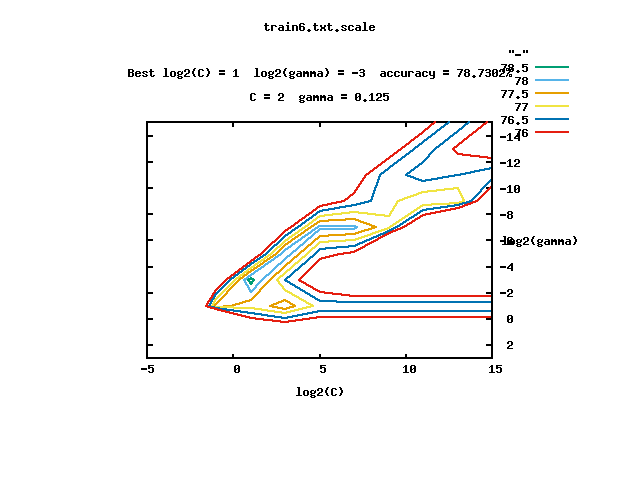 train6.txt.scale
"-"
Best log2(C) = 1  log2(gamma) = -3  accuracy = 78.7302%
78.5
78
C = 2  gamma = 0.125
77.5
77
76.5
76
-14
-12
-10
-8
-6
log2(gamma)
-4
-2
0
2
-5 0 5 10 15
log2(C)